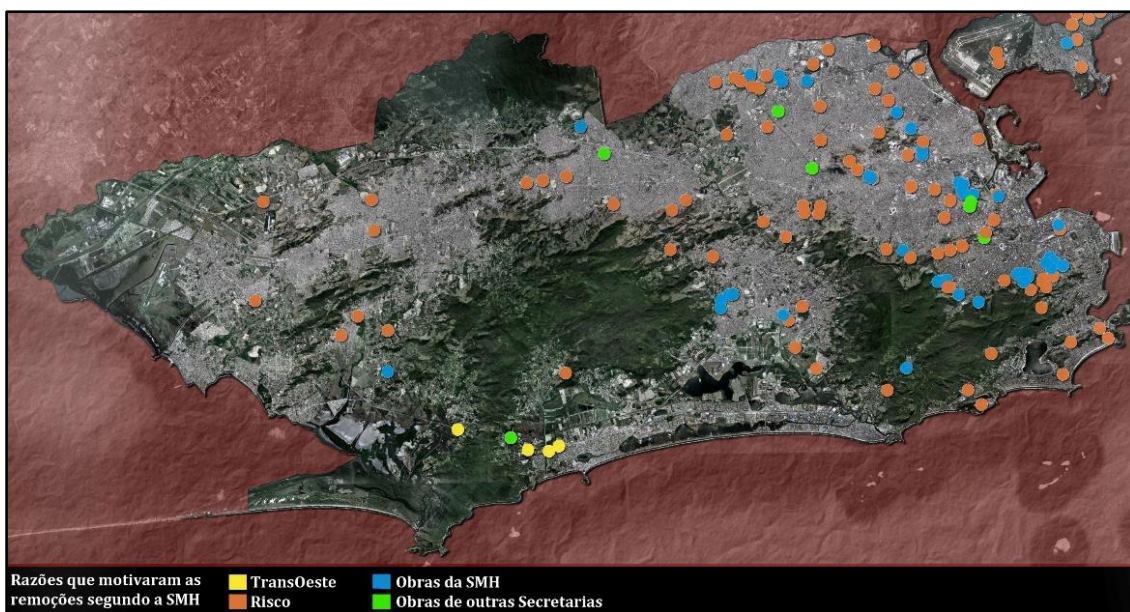 Razões que motivaram as
remoções segundo a SMH
TransOeste
Risco
Obras da SMH
Obras de outras Secretarias